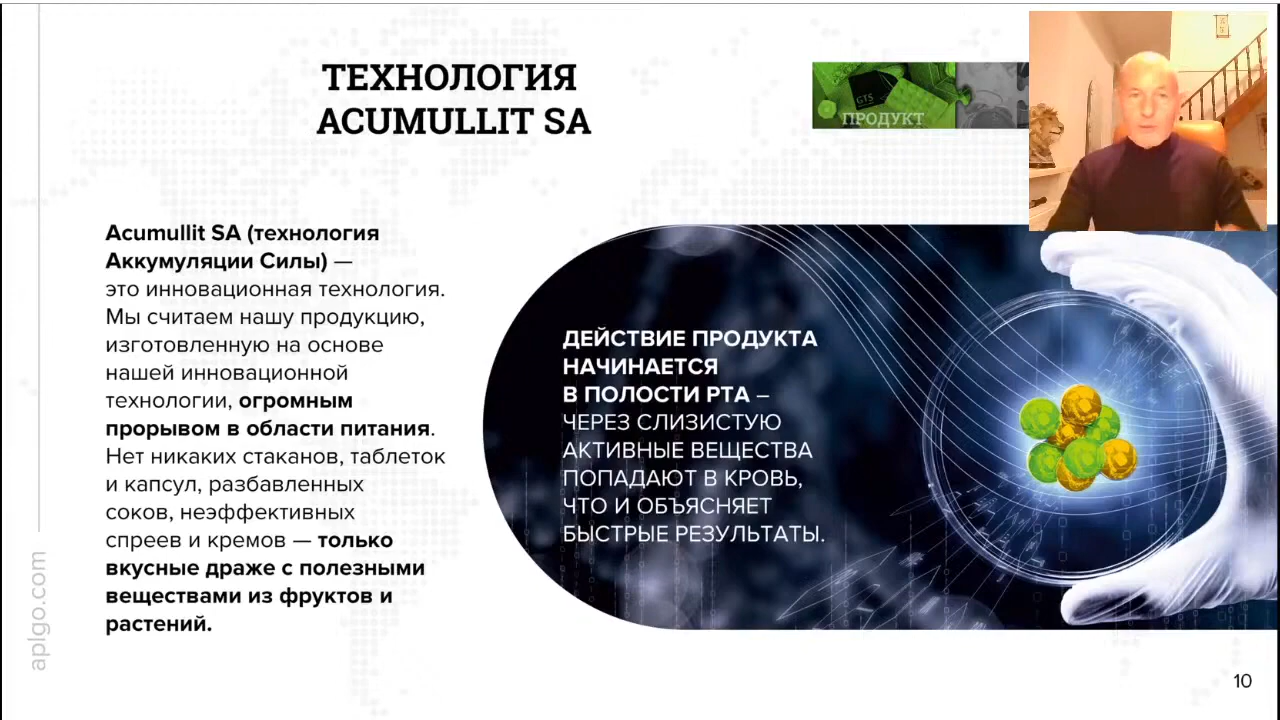 ТЕХНОЛОГИЯ
ACUMULLIT SA
GTS
ПРОДУКТ
Acumullit SA (технология
Аккумуляции Силы) —
это инновационная технология.
Мы считаем нашу продукцию,
изготовленную на основе
нашей инновационной
технологии, огромным
прорывом в области питания.
Нет никаких стаканов, таблеток
и капсул, разбавленных
соков, неэффективных
спреев и кремов — только
вкусные драже с полезными
веществами из фруктов и
растений.
ДЕЙСТВИЕ ПРОДУКТА
НАЧИНАЕТСЯ
В ПОЛОСТИ РТА –
ЧЕРЕЗ СЛИЗИСТУЮ
АКТИВНЫЕ ВЕЩЕСТВА
ПОПАДАЮТ В КРОВЬ,
ЧТО И ОБЪЯСНЯЕТ
БЫСТРЫЕ РЕЗУЛЬТАТЫ.
aplgo.com
10